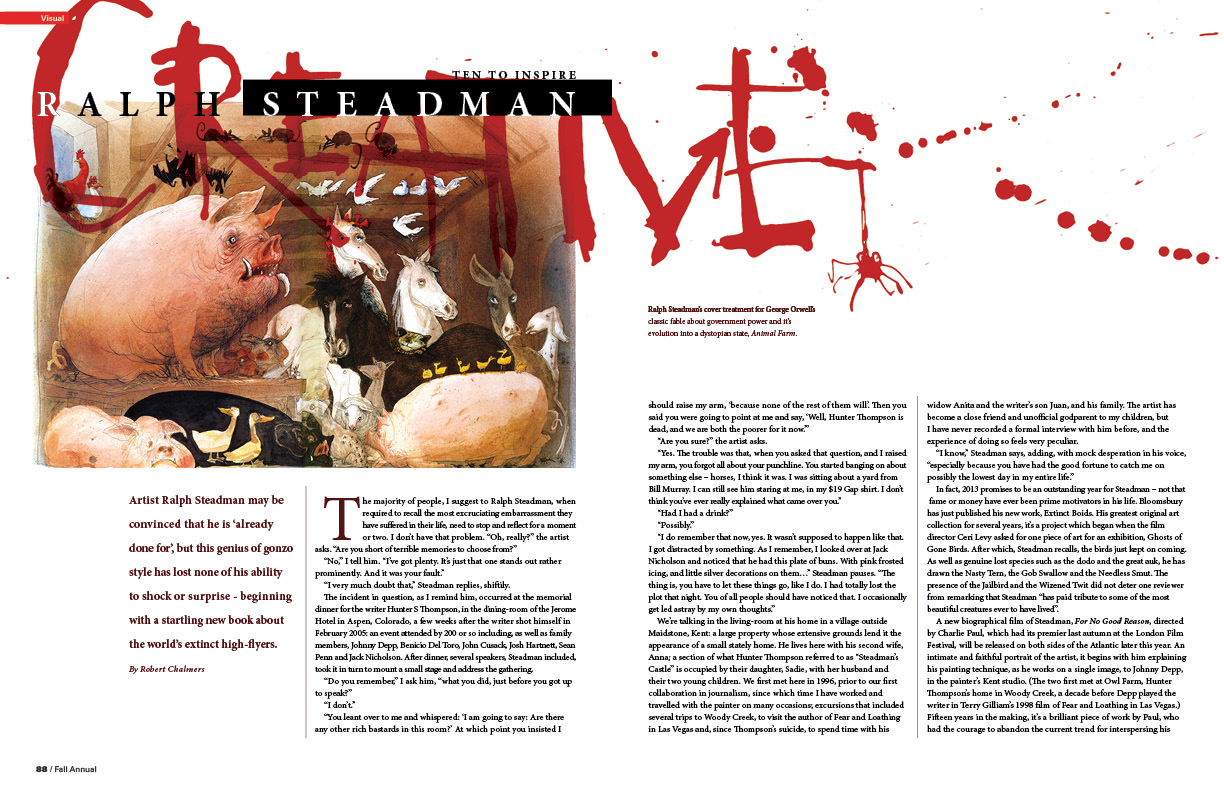 Visual
TEN TO INSPIRE
RALPH STEADMAN
Ralph Steadman's cover treatment for George Orwell's
classic fable about government power and it's
evolution into a dystopian state, Animal Farm.
Artist Ralph Steadman may be
convinced that he is ‘already
done for’, but this genius of gonzo
style has lost none of his ability
to shock or surprise - beginning
with a startling new book about
the world’s extinct high-flyers.
By Robert Chalmers
The majority of people, I suggest to Ralph Steadman, when
required to recall the most excruciating embarrassment they
have suffered in their life, need to stop and reflect for a moment
or two. I don’t have that problem. “Oh, really?” the artist
asks. “Are you short of terrible memories to choose from?”
“No,” I tell him. “I’ve got plenty. It’s just that one stands out rather
prominently. And it was your fault.”
“I very much doubt that,” Steadman replies, shiftily.
The incident in question, as I remind him, occurred at the memorial
dinner for the writer Hunter S Thompson, in the dining-room of the Jerome
Hotel in Aspen, Colorado, a few weeks after the writer shot himself in
February 2005: an event attended by 200 or so including, as well as family
members, Johnny Depp, Benicio Del Toro, John Cusack, Josh Hartnett, Sean
Penn and Jack Nicholson. After dinner, several speakers, Steadman included,
took it in turn to mount a small stage and address the gathering.
“Do you remember,” I ask him, “what you did, just before you got up
to speak?”
“I don’t.”
“You leant over to me and whispered: ‘I am going to say: Are there
any other rich bastards in this room?’ At which point you insisted I
should raise my arm, ‘because none of the rest of them will’. Then you
said you were going to point at me and say, ‘Well, Hunter Thompson is
dead, and we are both the poorer for it now.’”
“Are you sure?” the artist asks.
“Yes. The trouble was that, when you asked that question, and I raised
my arm, you forgot all about your punchline. You started banging on about
something else – horses, I think it was. I was sitting about a yard from
Bill Murray. I can still see him staring at me, in my $19 Gap shirt. I don’t
think you’ve ever really explained what came over you.”
“Had I had a drink?”
“Possibly.”
“I do remember that now, yes. It wasn’t supposed to happen like that.
I got distracted by something. As I remember, I looked over at Jack
Nicholson and noticed that he had this plate of buns. With pink frosted
icing, and little silver decorations on them…” Steadman pauses. “The
thing is, you have to let these things go, like I do. I had totally lost the
plot that night. You of all people should have noticed that. I occasionally
get led astray by my own thoughts.”
We’re talking in the living-room at his home in a village outside
Maidstone, Kent: a large property whose extensive grounds lend it the
appearance of a small stately home. He lives here with his second wife,
Anna; a section of what Hunter Thompson referred to as “Steadman’s
Castle” is occupied by their daughter, Sadie, with her husband and
their two young children. We first met here in 1996, prior to our first
collaboration in journalism, since which time I have worked and
travelled with the painter on many occasions; excursions that included
several trips to Woody Creek, to visit the author of Fear and Loathing
in Las Vegas and, since Thompson’s suicide, to spend time with his
widow Anita and the writer’s son Juan, and his family. The artist has
become a close friend and unofficial godparent to my children, but
I have never recorded a formal interview with him before, and the
experience of doing so feels very peculiar.
“I know,” Steadman says, adding, with mock desperation in his voice,
“especially because you have had the good fortune to catch me on
possibly the lowest day in my entire life.”
In fact, 2013 promises to be an outstanding year for Steadman – not that
fame or money have ever been prime motivators in his life. Bloomsbury
has just published his new work, Extinct Boids. His greatest original art
collection for several years, it’s a project which began when the film
director Ceri Levy asked for one piece of art for an exhibition, Ghosts of
Gone Birds. After which, Steadman recalls, the birds just kept on coming.
As well as genuine lost species such as the dodo and the great auk, he has
drawn the Nasty Tern, the Gob Swallow and the Needless Smut. The
presence of the Jailbird and the Wizened Twit did not deter one reviewer
from remarking that Steadman “has paid tribute to some of the most
beautiful creatures ever to have lived”.
A new biographical film of Steadman, For No Good Reason, directed
by Charlie Paul, which had its premier last autumn at the London Film
Festival, will be released on both sides of the Atlantic later this year. An
intimate and faithful portrait of the artist, it begins with him explaining
his painting technique, as he works on a single image, to Johnny Depp,
in the painter’s Kent studio. (The two first met at Owl Farm, Hunter
Thompson’s home in Woody Creek, a decade before Depp played the
writer in Terry Gilliam’s 1998 film of Fear and Loathing in Las Vegas.)
Fifteen years in the making, it’s a brilliant piece of work by Paul, who
had the courage to abandon the current trend for interspersing his
88 / Fall Annual